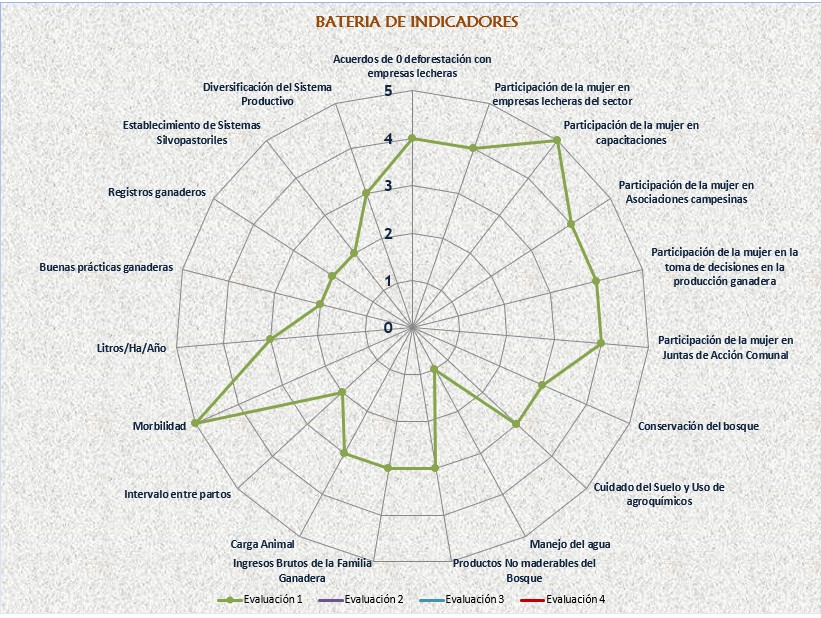 BATERIA DE INDICADORES
Acuerdos de 0 deforestación con
empresas lecheras
Participación de la mujer en
empresas lecheras del sector
Participación de la mujer en
capacitaciones
Participación de la mujer en
Asociaciones campesinas
Participación de la mujer en la
toma de decisiones en la
producción ganadera
Participación de la mujer en
Juntas de Acción Comunal
Conservación del bosque
Cuidado del Suelo y Uso de
agroquímicos
Manejo del agua
Productos No maderables del
Bosque
Ingresos Brutos de la Familia
Ganadera
Carga Animal
Intervalo entre partos
Morbilidad
Litros/Ha/Año
Buenas prácticas ganaderas
Registros ganaderos
Establecimiento de Sistemas
Silvopastoriles
Diversificación del Sistema
Productivo
5
4
3
2
1
0
Evaluación 1
Evaluación 2
Evaluación 3
Evaluación 4